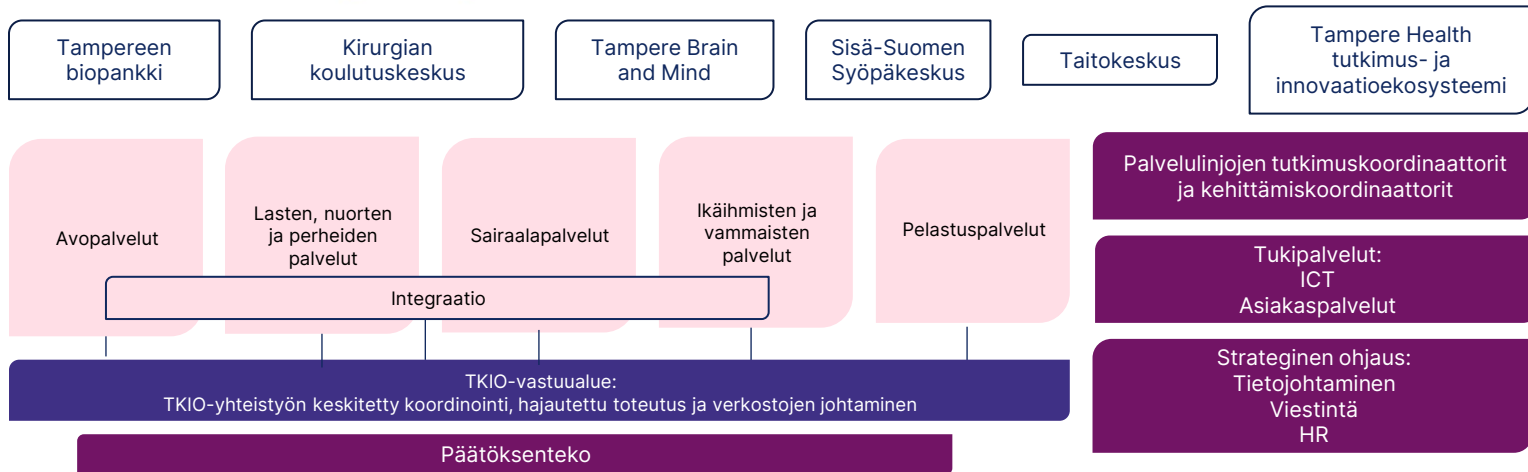 Tampereen
biopankki
Kirurgian
koulutuskeskus
Tampere Brain
and Mind
Sisä-Suomen
Syöpäkeskus
Taitokeskus
Tampere Health
tutkimus- ja
innovaatioekosysteemi
Avopalvelut
Lasten, nuorten
ja perheiden
palvelut
Sairaalapalvelut
Ikäihmisten ja
vammaisten
palvelut
Pelastuspalvelut
Integraatio
TKIO-vastuualue:
TKIO-yhteistyön keskitetty koordinointi, hajautettu toteutus ja verkostojen johtaminen
Päätöksenteko
Palvelulinjojen tutkimuskoordinaattorit
ja kehittämiskoordinaattorit
Tukipalvelut:
ICT
Asiakaspalvelut
Strateginen ohjaus:
Tietojohtaminen
Viestintä
HR